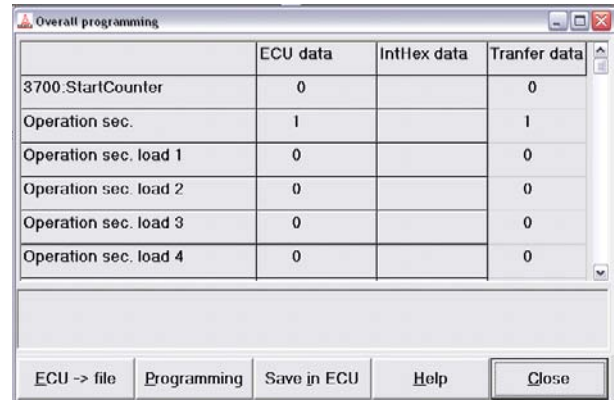 Overall programming
ECU data IntHex data Tranfer data
3700.StartCounter 0 0
Operation sec. 1 1
Operation sec. load 1 0 0
Operation sec. load 2 0 0
Operation sec. load 3 0 0
Operation sec. load 4 0 0
ECU -> file Programming Save in ECU Help Close